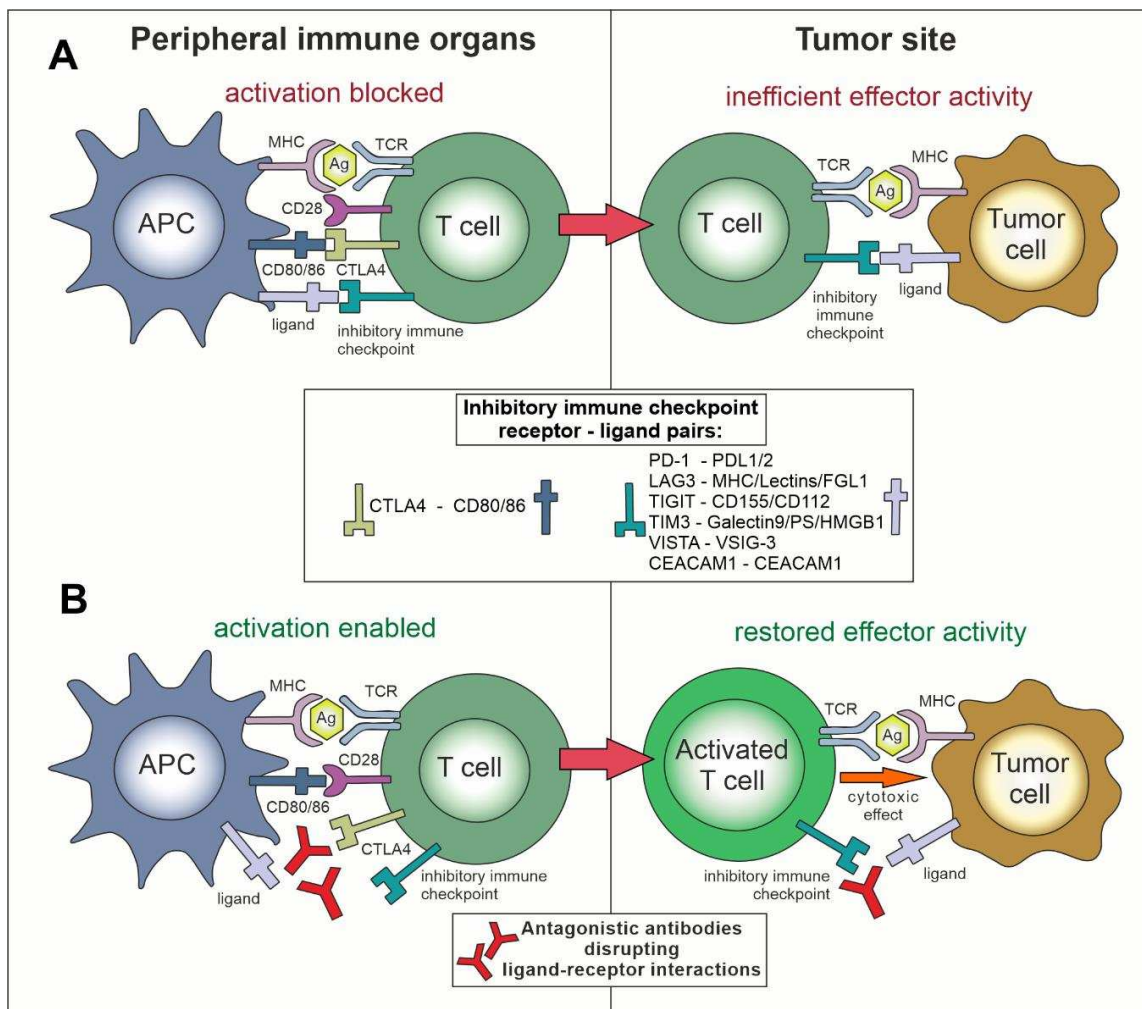 Peripheral immune organs
Tumor site
A
activation blocked
inefficient effector activity
MHC
Ag
TCR
CD28
APC
T cell
CD80/86
CTLA4
ligand
inhibitory immune
checkpoint
TCR
Ag
MHC
T cell
Tumor
cell
inhibitory
immune
checkpoint
ligand
Inhibitory immune checkpoint
receptor - ligand pairs:
CTLA4 - CD80/86
PD-1 - PDL1/2
LAG3 - MHC/Lectins/FGL1
TIGIT - CD155/CD112
TIM3 - Galectin9/PS/HMGB1
VISTA - VSIG-3
CEACAM1 - CEACAM1
B
activation enabled
restored effector activity
MHC
Ag
TCR
APC
CD28
T cell
CD80/86
CTLA4
ligand
inhibitory immune
checkpoint
TCR
Ag
MHC
Activated
T cell
cytotoxic
effect
Tumor
cell
inhibitory immune
checkpoint
ligand
Antagonistic antibodies
disrupting
ligand-receptor interactions